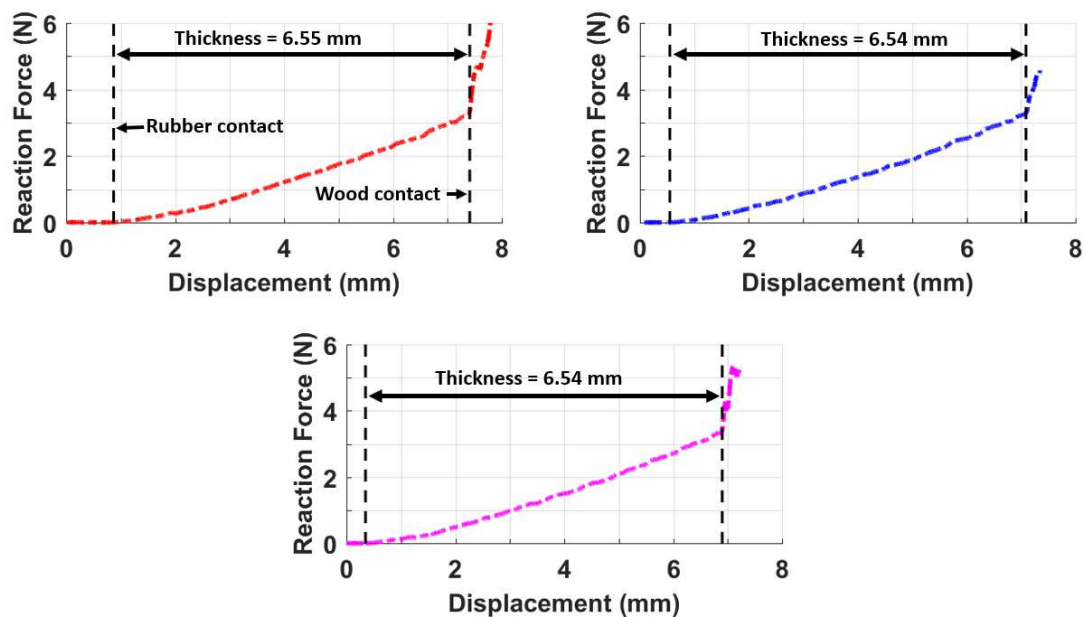 Reaction Force (N)
6
4
2
0
Thickness = 6.55 mm
Rubber contact
Wood contact
0 2 4 6 8
Displacement (mm)
Reaction Force (N)
6
4
2
0
Thickness = 6.54 mm
0 2 4 6 8
Displacement (mm)
Reaction Force (N)
6
4
2
0
Thickness = 6.54 mm
0 2 4 6 8
Displacement (mm)